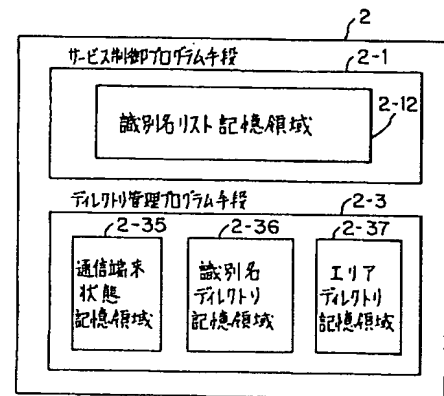 2
サービス制御プログラム手段
2-1
2-12
識別名リスト記憶領域
ディレクトリ管理プログラム手段
2-3
2-35
2-36
2-37
通信端末
状態
記憶領域
識別名
ディレクトリ
記憶領域
エリア
ディレクトリ
記憶領域